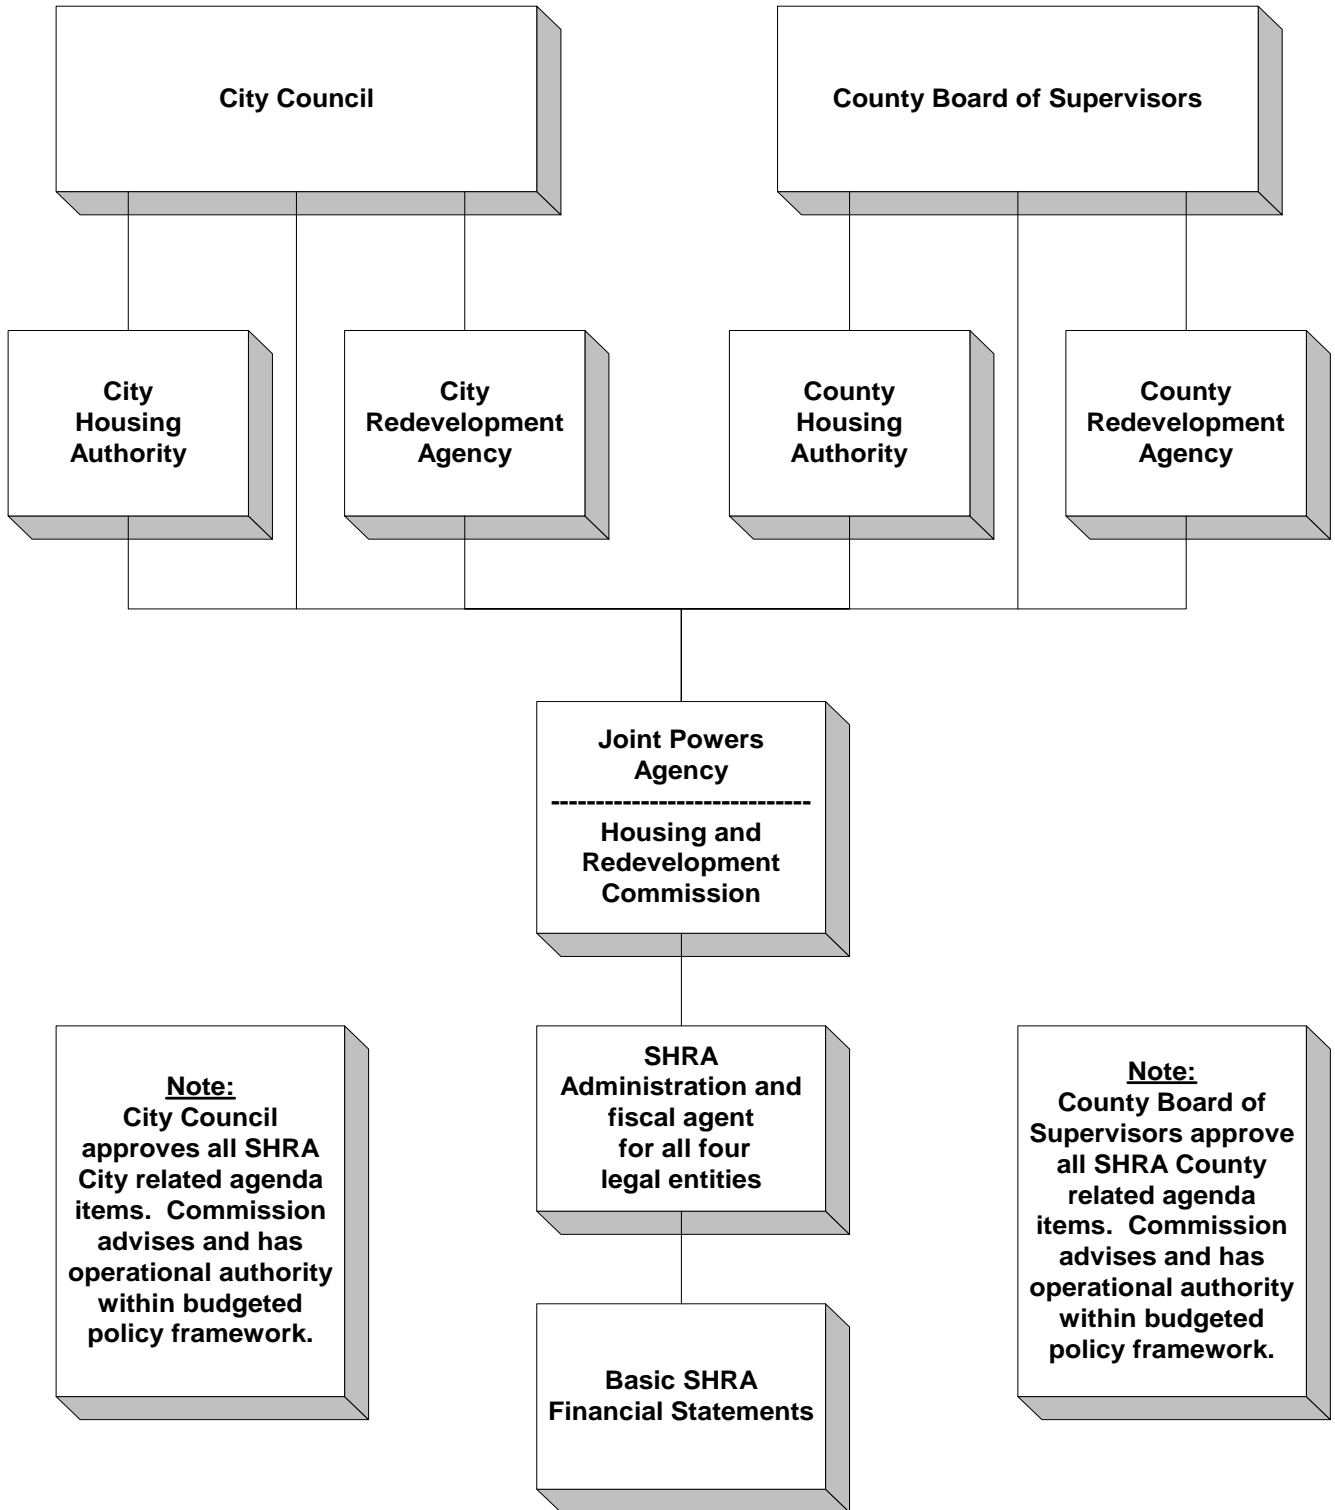 City Council
County Board of Supervisors
City
Housing
Authority
City
Redevelopment
Agency
County
Housing
Authority
County
Redevelopment
Agency
Joint Powers
Agency
-----------------------------
Housing and
Redevelopment
Commission
SHRA
Administration and
fiscal agent
for all four
legal entities
Note:
City Council
approves all SHRA
City related agenda
items.  Commission
advises and has
operational authority
within budgeted
policy framework.
Note:
County Board of
Supervisors approve
all SHRA County
related agenda
items.  Commission
advises and has
operational authority
within budgeted
policy framework.
Basic SHRA
Financial Statements